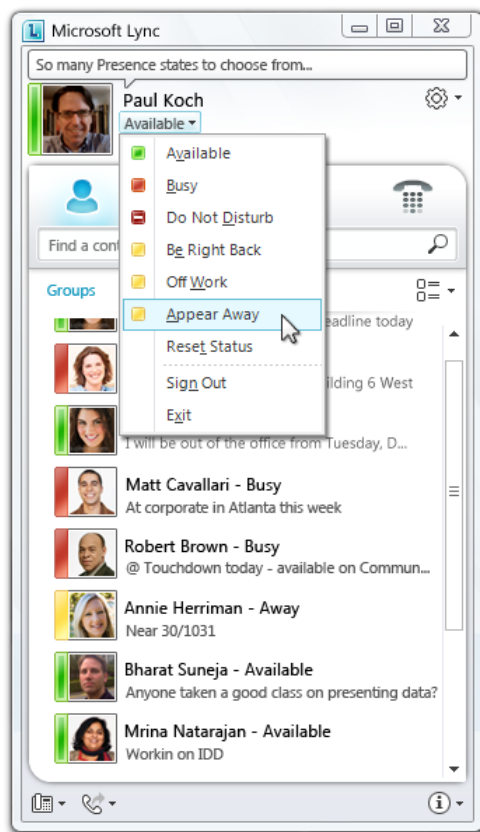 Microsoft Lync
So many Presence states to choose from...
Paul Koch
Available
Available
Busy
Do Not Disturb
Be Right Back
Find a con
Off Work
Groups
Appear Away
eadline today
Reset Status
Sign Out
ilding 6 West
Exit
I will be out of the office from Tuesday, D...
Matt Cavallari - Busy
At corporate in Atlanta this week
Robert Brown - Busy
@ Touchdown today - available on Commun...
Annie Herriman - Away
Near 30/1031
Bharat Suneja - Available
Anyone taken a good class on presenting data?
Mrina Natarajan - Available
Workin on IDD